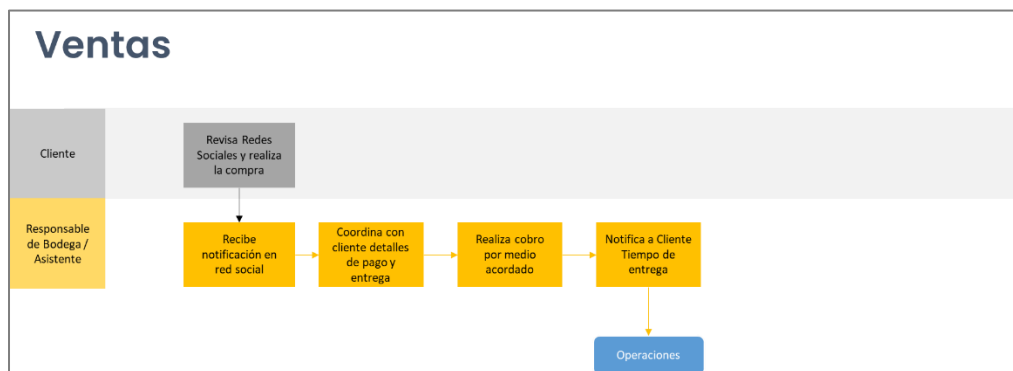 Ventas
Cliente
Revisa Redes
Sociales y realiza
la compra
Responsable
de Bodega /
Asistente
Recibe
notificación en
red social
Coordina con
cliente detalles
de pago y
entrega
Realiza cobro
por medio
acordado
Notifica a Cliente
Tiempo de
entrega
Operaciones